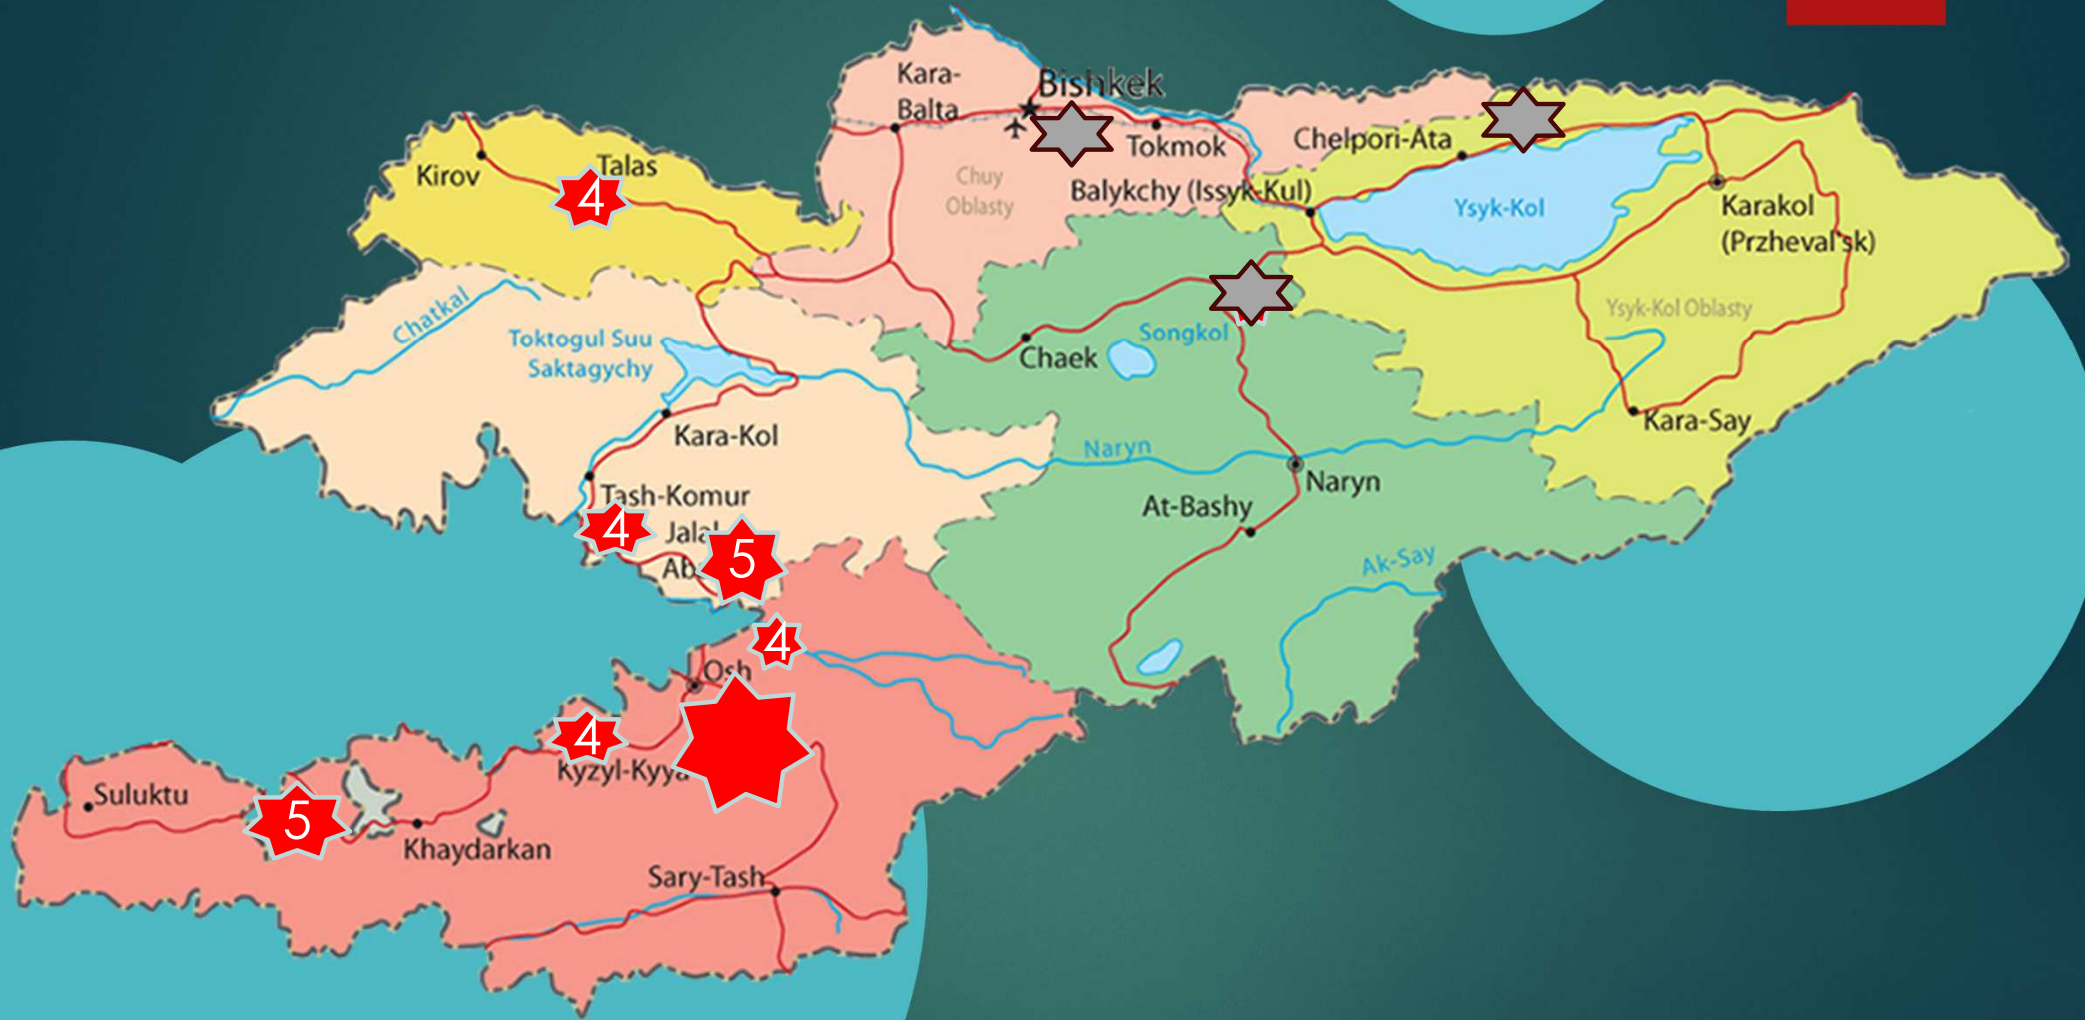 Kara-
Balta
Bishkek
Tokmok
Chelpori-Ata
Kirov
Talas
4
Chuy
Oblasty
Balykchy (Issyk-Kul)
Ysyk-Kol
Karakol
(Przheval'sk)
Chatkal
Toktogul Suu
Saktagychy
Songkol
Chaek
Ysyk-Kol Oblasty
Kara-Kol
Kara-Say
Naryn
Naryn
At-Bashy
Tash-Komur
4
Jalal
Ab
5
Ak-Say
4
Osh
4
Kyzyl-Kyya
Suluktu
5
Khaydarkan
Sary-Tash